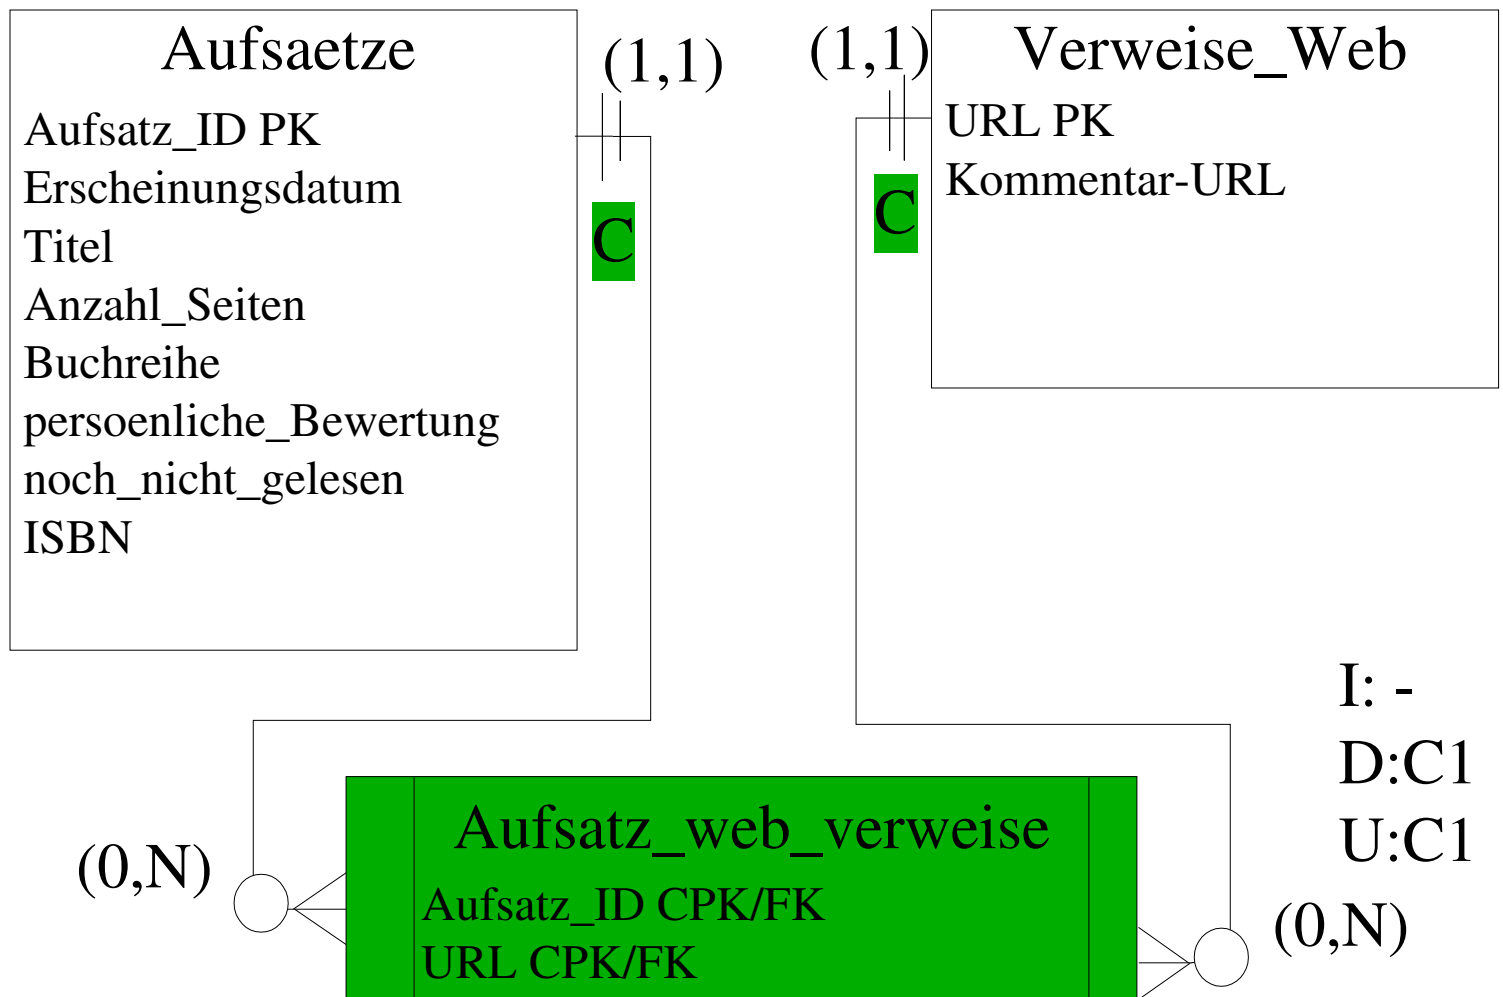 Aufsaetze
(1,1)
Aufsatz_ID PK
Erscheinungsdatum
Titel
Anzahl_Seiten
Buchreihe
persoenliche_Bewertung
noch_nicht_gelesen
ISBN
C
(1,1)
Verweise_Web
URL PK
Kommentar-URL
C
I: -
D:C1
U:C1
(0,N)
Aufsatz_web_verweise
Aufsatz_ID CPK/FK
URL CPK/FK
(0,N)